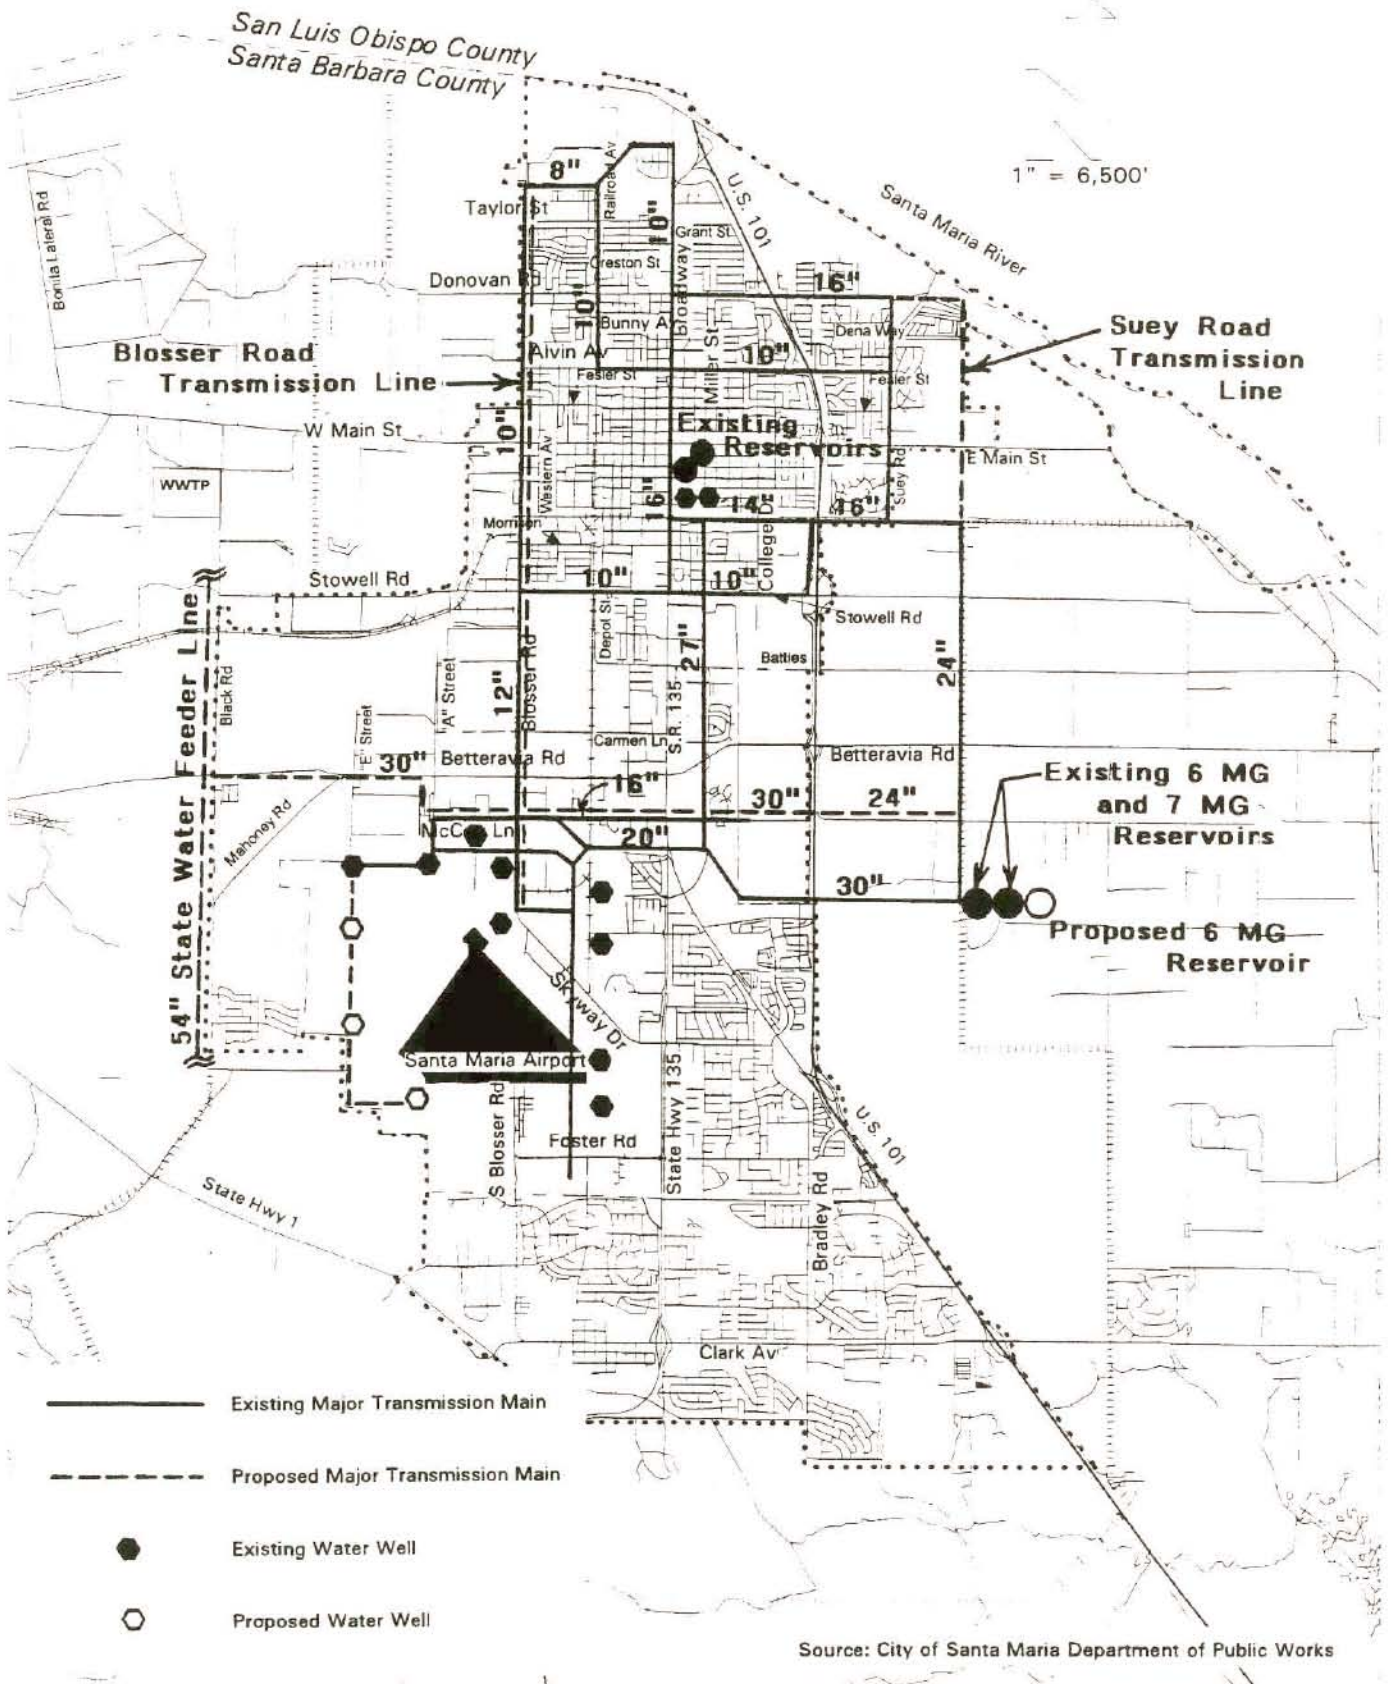 San Luis Obispo County
Santa Barbara County
1" = 6,500'
8"
Railroad Av
Bonita Lateral Rd
Taylor St
10"
Grant St
U.S. 101
Santa Maria River
Creston St
Donovan Rd
Broadway
16"
10"
Bunny A
Dena Way
Miller St
Suey Road
Transmission
Line
Blosser Road
Transmission Line
Alvin Av
10"
Fesler St
Fesler St
Existing
Reservoirs
W Main St
10"
Western Av
E Main St
Suey Rd
WWTP
16"
14"
16"
Morrison
College Dr
Stowell Rd
10"
10"
Stowell Rd
54" State Water Feeder Line
Black Rd
"A" Street
12"
Blosser Rd
Depot St
27"
S.R. 135
Battles
24"
"E" Street
Carmen Ln
30"
Betteravia Rd
Betteravia Rd
16"
30"
24"
Existing 6 MG
and 7 MG
Reservoirs
Mahoney Rd
McCoy Ln
20"
30"
Proposed 6 MG
Reservoir
Skyway Dr
Santa Maria Airport
S Blosser Rd
Foster Rd
State Hwy 135
U.S. 101
State Hwy 1
Bradley Rd
Clark Av
Existing Major Transmission Main
Proposed Major Transmission Main
Existing Water Well
Proposed Water Well
Source: City of Santa Maria Department of Public Works